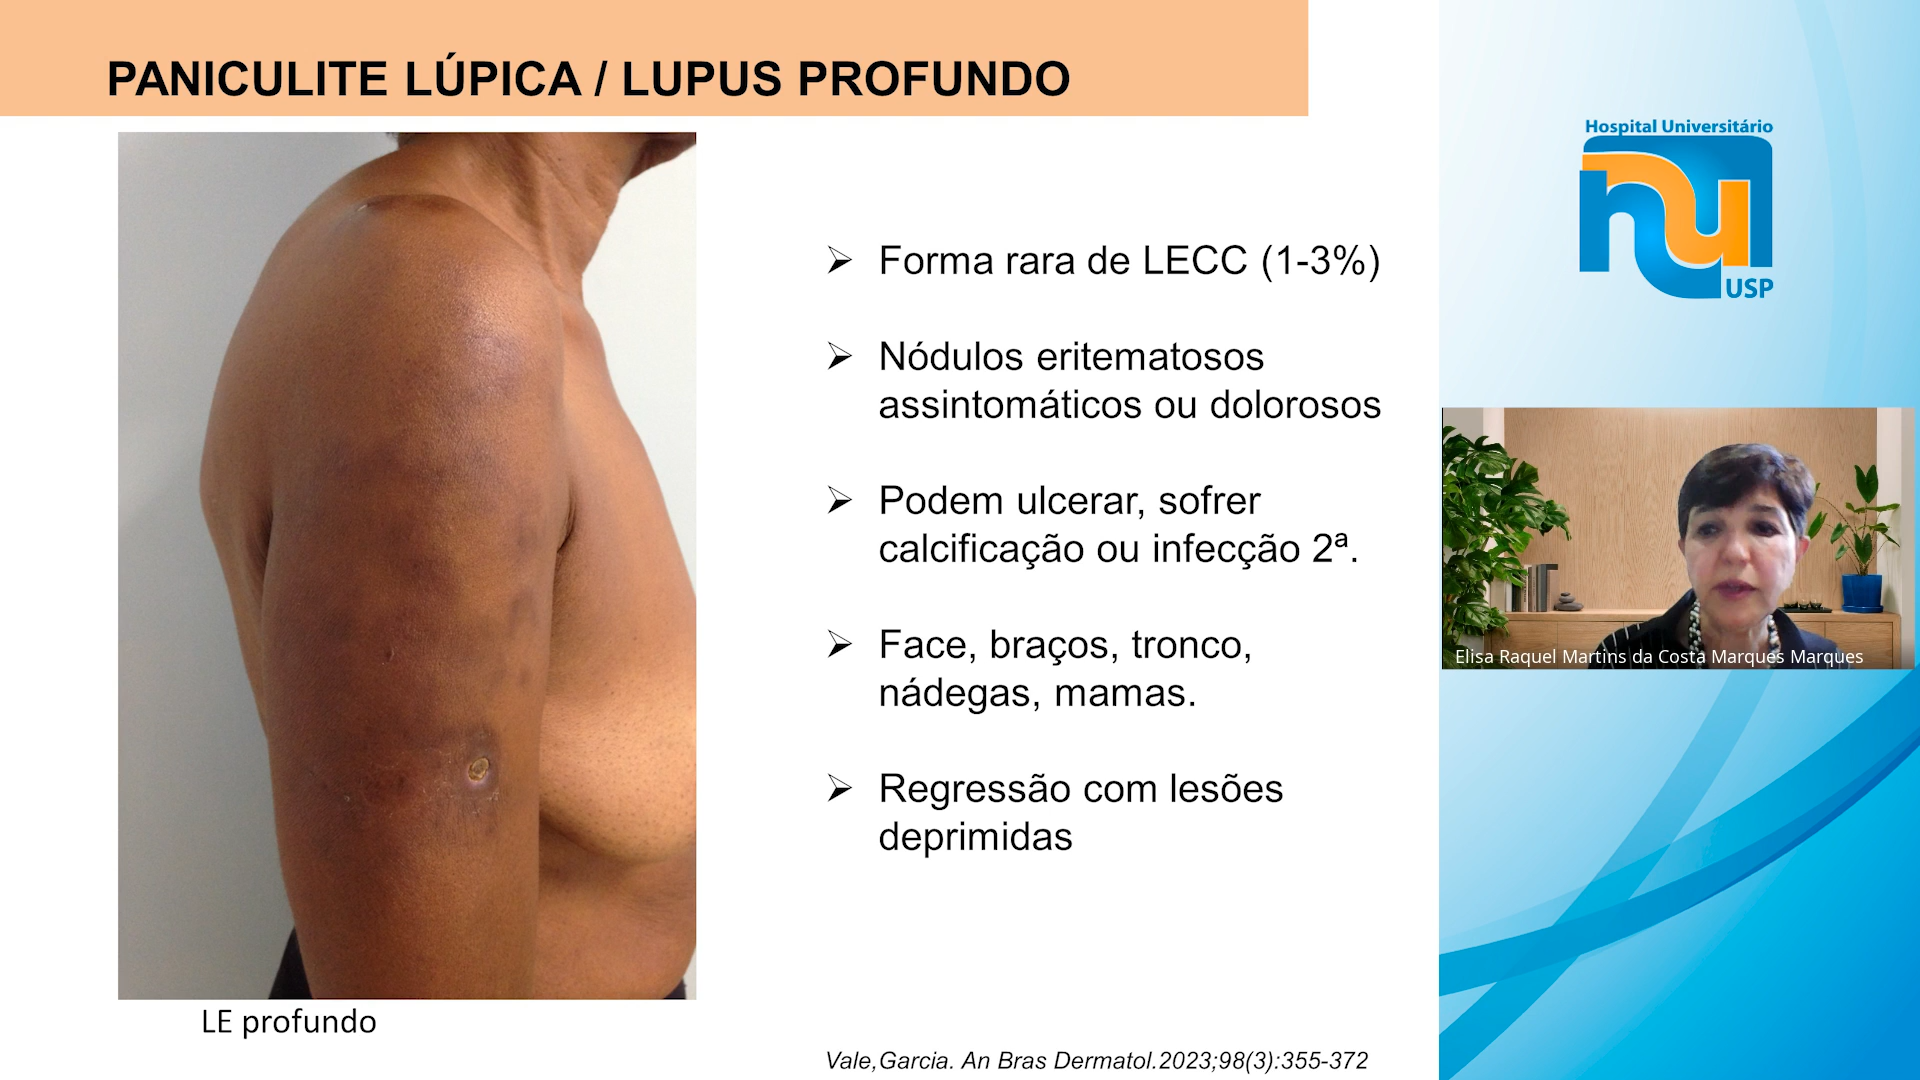 PANICULITE LÚPICA / LUPUS PROFUNDO
Forma rara de LECC (1-3%)
Nódulos eritematosos
assintomáticos ou dolorosos
Podem ulcerar, sofrer
calcificação ou infecção 2ª.
Face, braços, tronco,
nádegas, mamas.
Regressão com lesões
deprimidas
LE profundo
Vale,Garcia. An Bras Dermatol.2023;98(3):355-372
Hospital Universitário
hu
USP
Elisa Raquel Martins da Costa Marques Marques